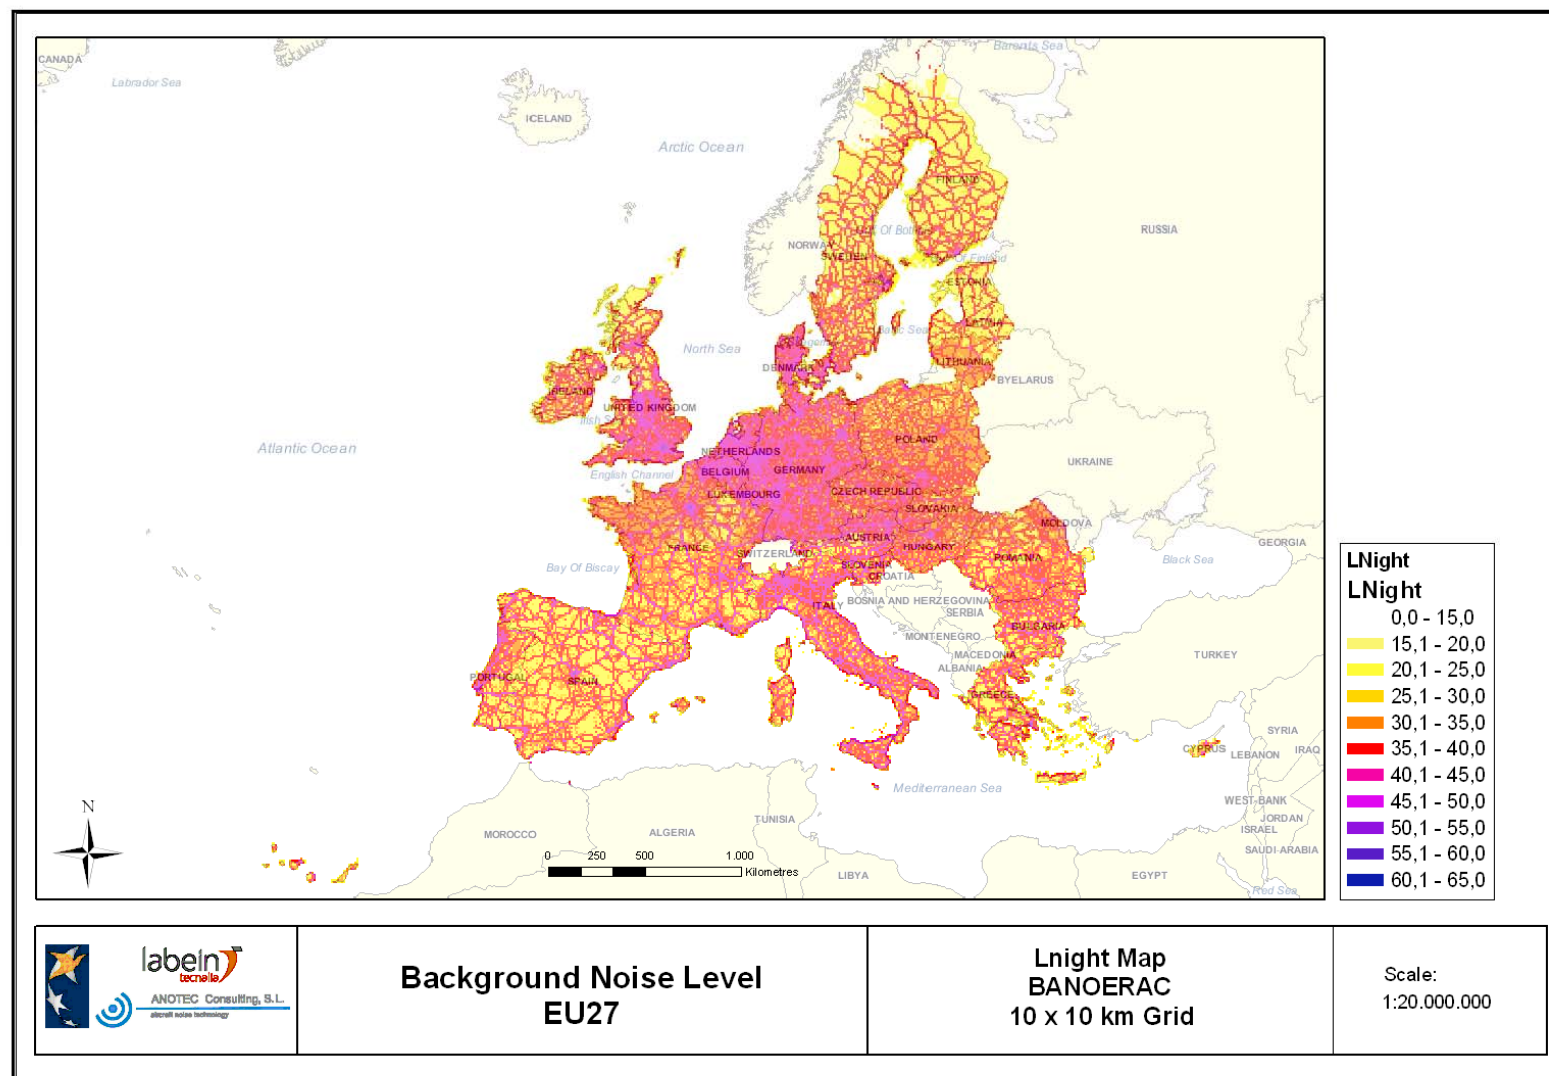 CANADA
Labrador Sea
ICELAND
Arctic Ocean
Barents Sea
NORWAY
SWEDEN
FINLAND
RUSSIA
ESTONIA
Baltic Sea
LITHUANIA
BYELARUS
North Sea
DENMARK
IRELAND
UNITED KINGDOM
Atlantic Ocean
English Channel
NETHERLANDS
BELGIUM
LUXEMBOURG
GERMANY
POLAND
UKRAINE
CZECH REPUBLIC
SLOVAKIA
MOLDOVA
AUSTRIA
HUNGARY
FRANCE
SWITZERLAND
SLOVENIA
CROATIA
ROMANIA
GEORGIA
Black Sea
Bay Of Biscay
BOSNIA AND HERZEGOVINA
SERBIA
ITALY
BULGARIA
MONTENEGRO
MACEDONIA
ALBANIA
TURKEY
PORTUGAL
SPAIN
GREECE
CYPRUS
SYRIA
LEBANON
IRAQ
Mediterranean Sea
WEST-BANK
JORDAN
ISRAEL
SAUDI-ARABIA
MOROCCO
ALGERIA
TUNISIA
LIBYA
EGYPT
Red Sea
N
0 250 500 1.000
Kilometres
LNight
LNight
0,0 - 15,0
15,1 - 20,0
20,1 - 25,0
25,1 - 30,0
30,1 - 35,0
35,1 - 40,0
40,1 - 45,0
45,1 - 50,0
50,1 - 55,0
55,1 - 60,0
60,1 - 65,0
labein
tecnalia
ANOTEC Consulting, S.L.
aircraft noise technology
Background Noise Level
EU27
Lnight Map
BANOERAC
10 x 10 km Grid
Scale:
1:20.000.000